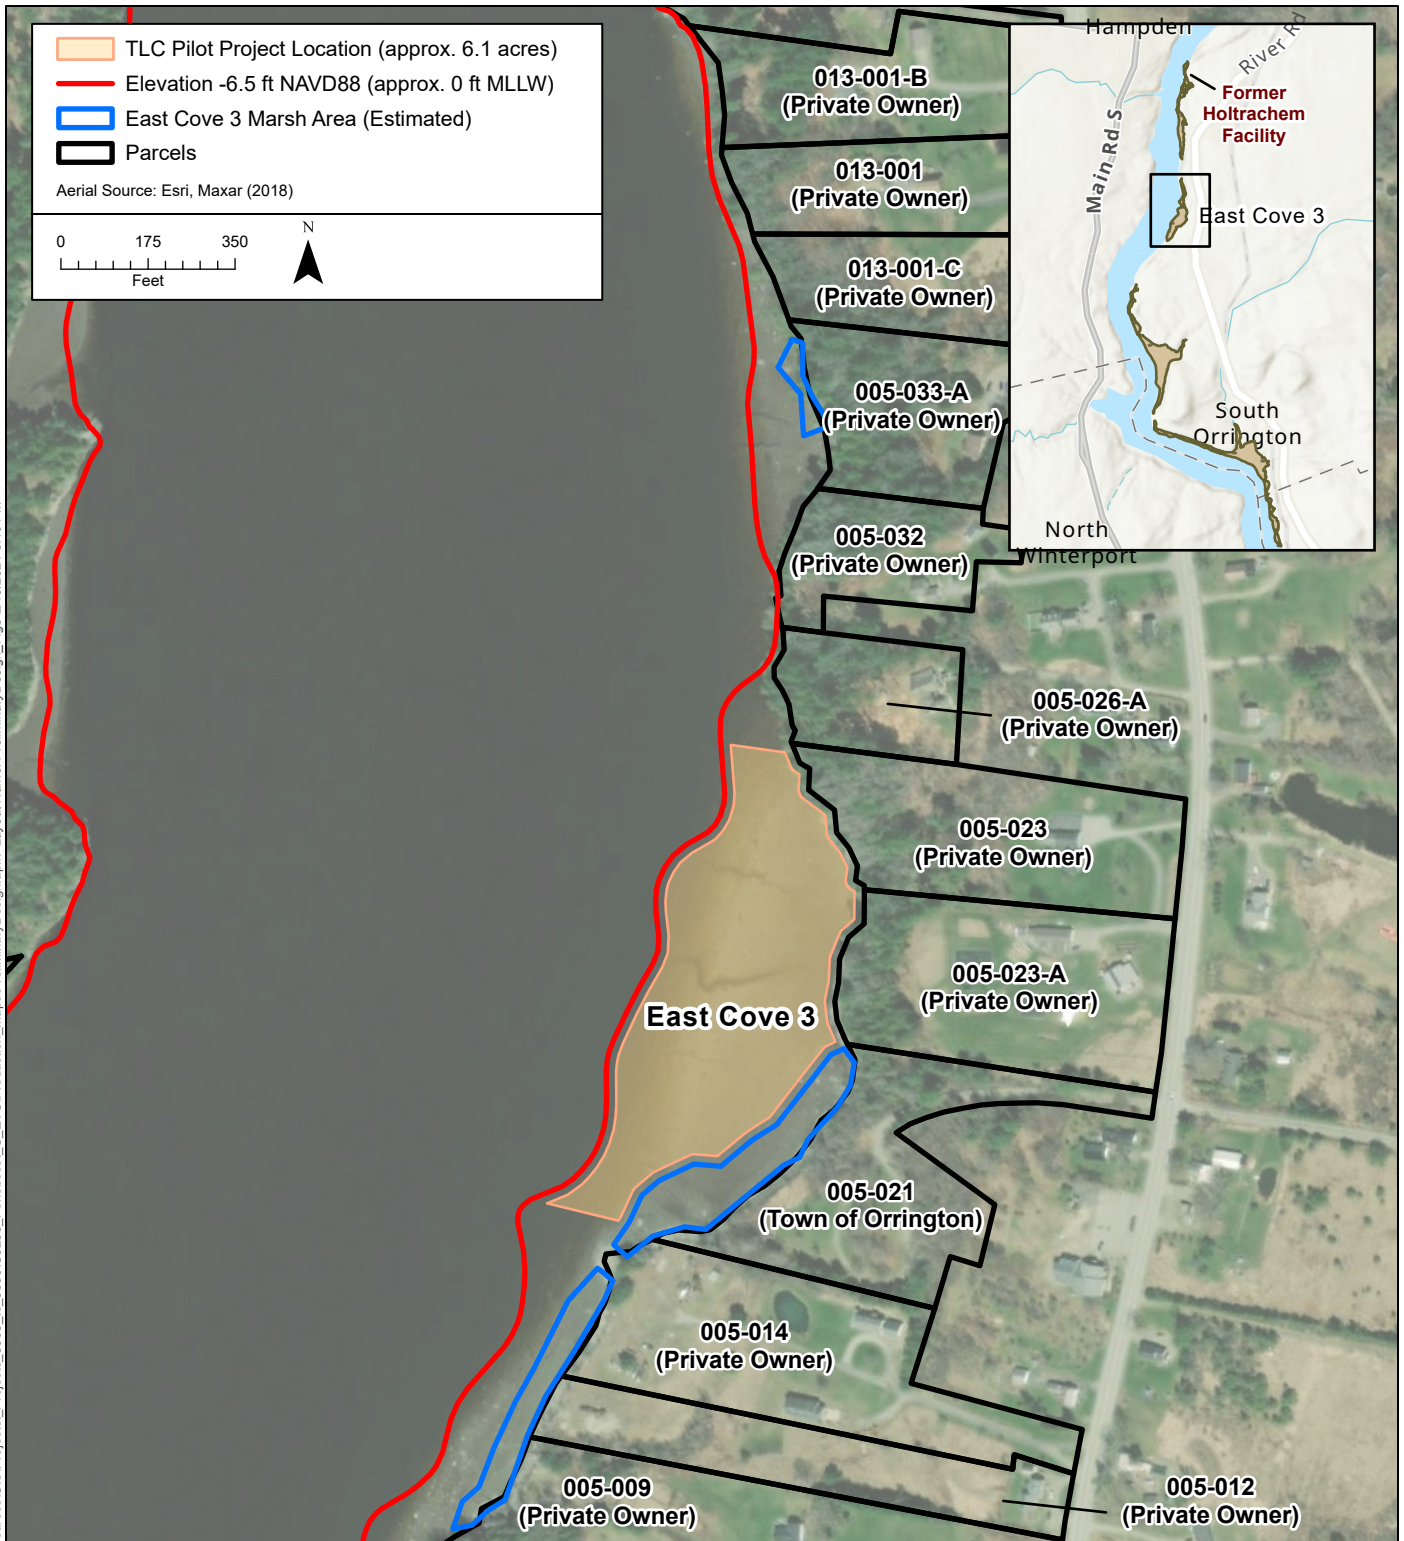 TLC Pilot Project Location (approx. 6.1 acres)
Elevation -6.5 ft NAVD88 (approx. 0 ft MLLW)
East Cove 3 Marsh Area (Estimated)
Parcels
Aerial Source: Esri, Maxar (2018)
0 175 350
Feet
N
Hampden
River Rd
Former
Holtrachem
Facility
Main Rd S
East Cove 3
South
Orrington
North
Winterport
013-001-B
(Private Owner)
013-001
(Private Owner)
013-001-C
(Private Owner)
005-033-A
(Private Owner)
005-032
(Private Owner)
005-026-A
(Private Owner)
005-023
(Private Owner)
005-023-A
(Private Owner)
East Cove 3
005-021
(Town of Orrington)
005-014
(Private Owner)
005-009
(Private Owner)
005-012
(Private Owner)